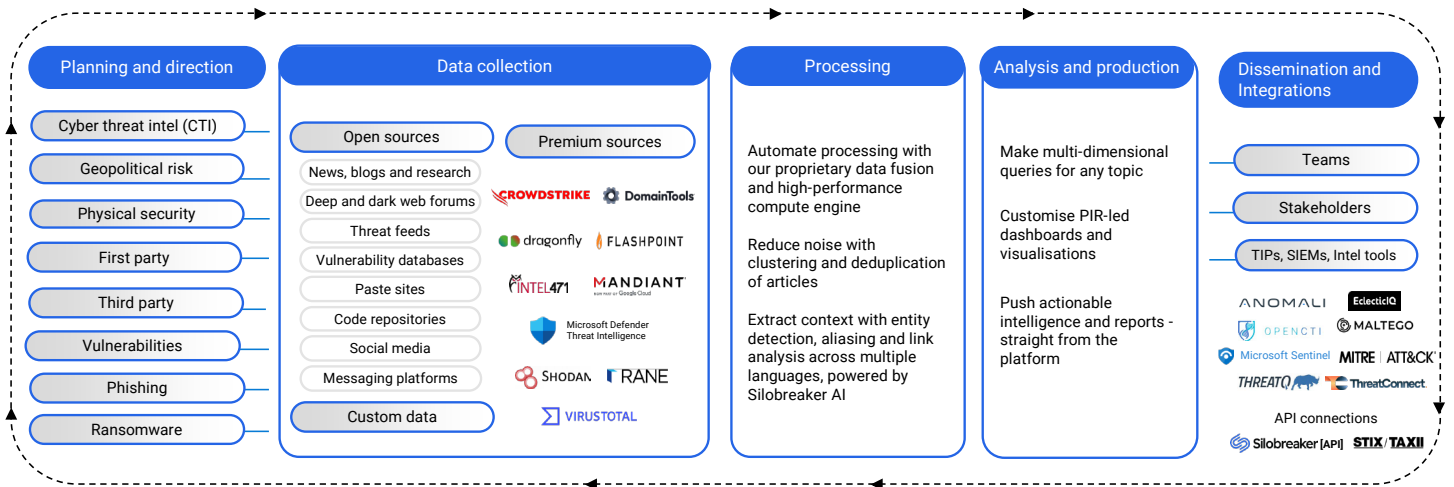 Planning and direction
Cyber threat intel (CTI)
Geopolitical risk
Physical security
First party
Third party
Vulnerabilities
Phishing
Ransomware
Data collection
Open sources
News, blogs and research
Deep and dark web forums
Threat feeds
Vulnerability databases
Paste sites
Code repositories
Social media
Messaging platforms
Custom data
Premium sources
CROWDSTRIKE
DomainTools
dragonfly
FLASHPOINT
INTEL471
MANDIANT
NOW PART OF Google Cloud
Microsoft Defender
Threat Intelligence
SHODAN
RANE
VIRUSTOTAL
Processing
Automate processing with
our proprietary data fusion
and high-performance
compute engine
Reduce noise with
clustering and deduplication
of articles
Extract context with entity
detection, aliasing and link
analysis across multiple
languages, powered by
Silobreaker AI
Analysis and production
Make multi-dimensional
queries for any topic
Customise PIR-led
dashboards and
visualisations
Push actionable
intelligence and reports -
straight from the
platform
Dissemination and
Integrations
Teams
Stakeholders
TIPs, SIEMs, Intel tools
ANOMALI
EclecticIQ
OPENCTI
MALTEGO
Microsoft Sentinel
MITRE | ATT&CK
THREATQ
ThreatConnect
API connections
Silobreaker [API]
STIX/TAXII